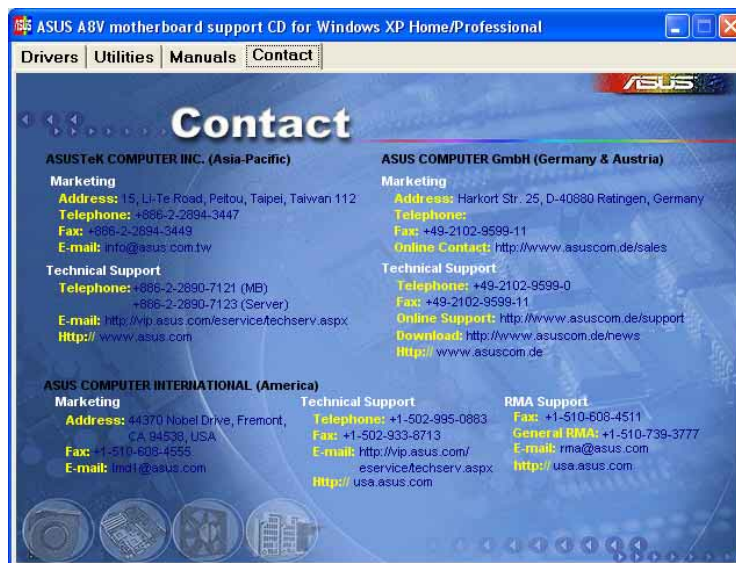 ASUS A8V motherboard support CD for Windows XP Home/Professional
Drivers Utilities Manuals Contact
ASUS
Contact
ASUSTeK COMPUTER INC. (Asia-Pacific)
Marketing
Address: 15, Li-Te Road, Peitou, Taipei, Taiwan 112
Telephone: +886-2-2894-3447
Fax: +886-2-2894-3449
E-mail: info@asus.com.tw
Technical Support
Telephone: +886-2-2890-7121 (MB)
+886-2-2890-7123 (Server)
E-mail: http://vip.asus.com/eservice/techserv.aspx
Http:// www.asus.com
ASUS COMPUTER GmbH (Germany & Austria)
Marketing
Address: Harkort Str. 25, D-40880 Ratingen, Germany
Telephone:
Fax: +49-2102-9599-11
Online Contact: http://www.asuscom.de/sales
Technical Support
Telephone: +49-2102-9599-0
Fax: +49-2102-9599-11
Online Support: http://www.asuscom.de/support
Download: http://www.asuscom.de/news
Http:// www.asuscom.de
ASUS COMPUTER INTERNATIONAL (America)
Marketing
Address: 44370 Nobel Drive, Fremont,
CA 94538, USA
Fax: +1-510-608-4555
E-mail: tmd1@asus.com
Technical Support
Telephone: +1-502-995-0883
Fax: +1-502-933-8713
E-mail: http://vip.asus.com/
eservice/techserv.aspx
Http:// usa.asus.com
RMA Support
Fax: +1-510-608-4511
General RMA: +1-510-739-3777
E-mail: rma@asus.com
http:// usa.asus.com